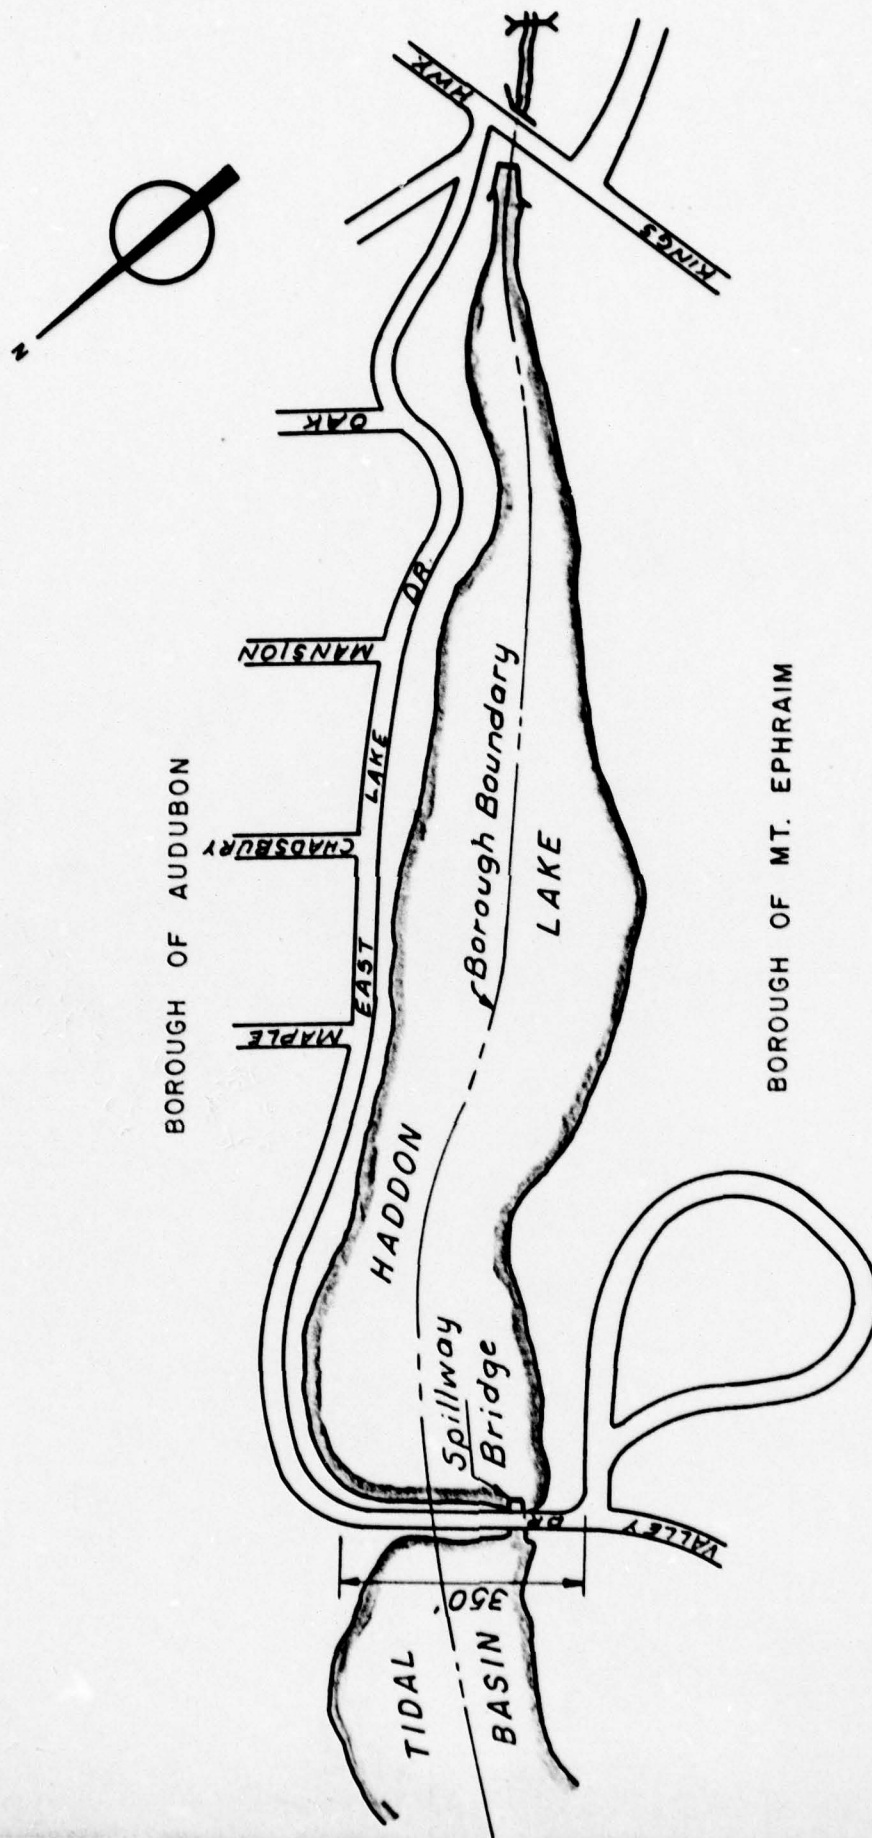 N
HWY.
KINGS
OAK
MANSION
CHADSBURY
MAPLE
EAST LAKE DR.
BOROUGH OF AUDUBON
Borough Boundary
HADDON LAKE
BOROUGH OF MT. EPHRAIM
Spillway
Bridge
VALLEY DR
350'
TIDAL
BASIN